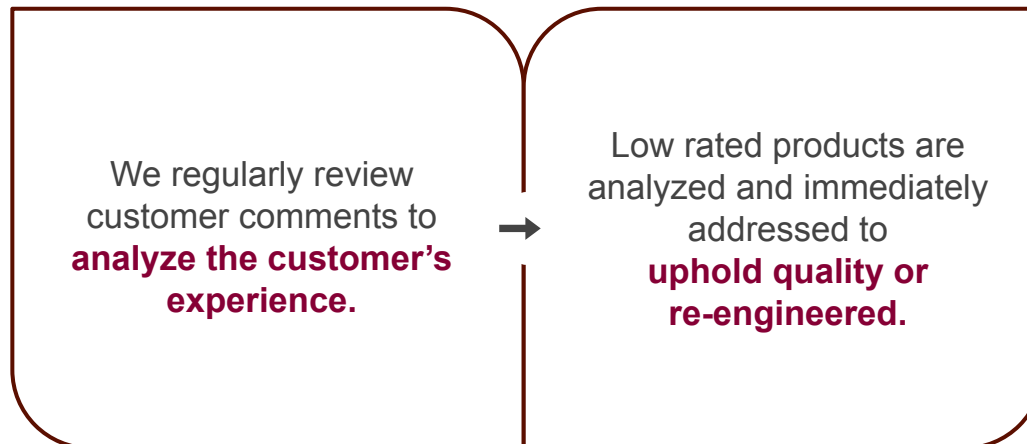 We regularly review
customer comments to
analyze the customer’s
experience.
Low rated products are
analyzed and immediately
addressed to
uphold quality or
re-engineered.